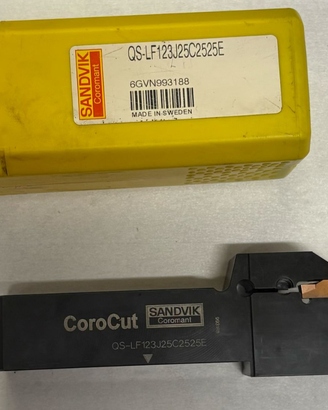 QS-LF123J25C2525E
SANDVIK
Coromant
6GVN993188
MADE IN SWEDEN
CoroCut
SANDVIK
Coromant
QS-LF123J25C2525E